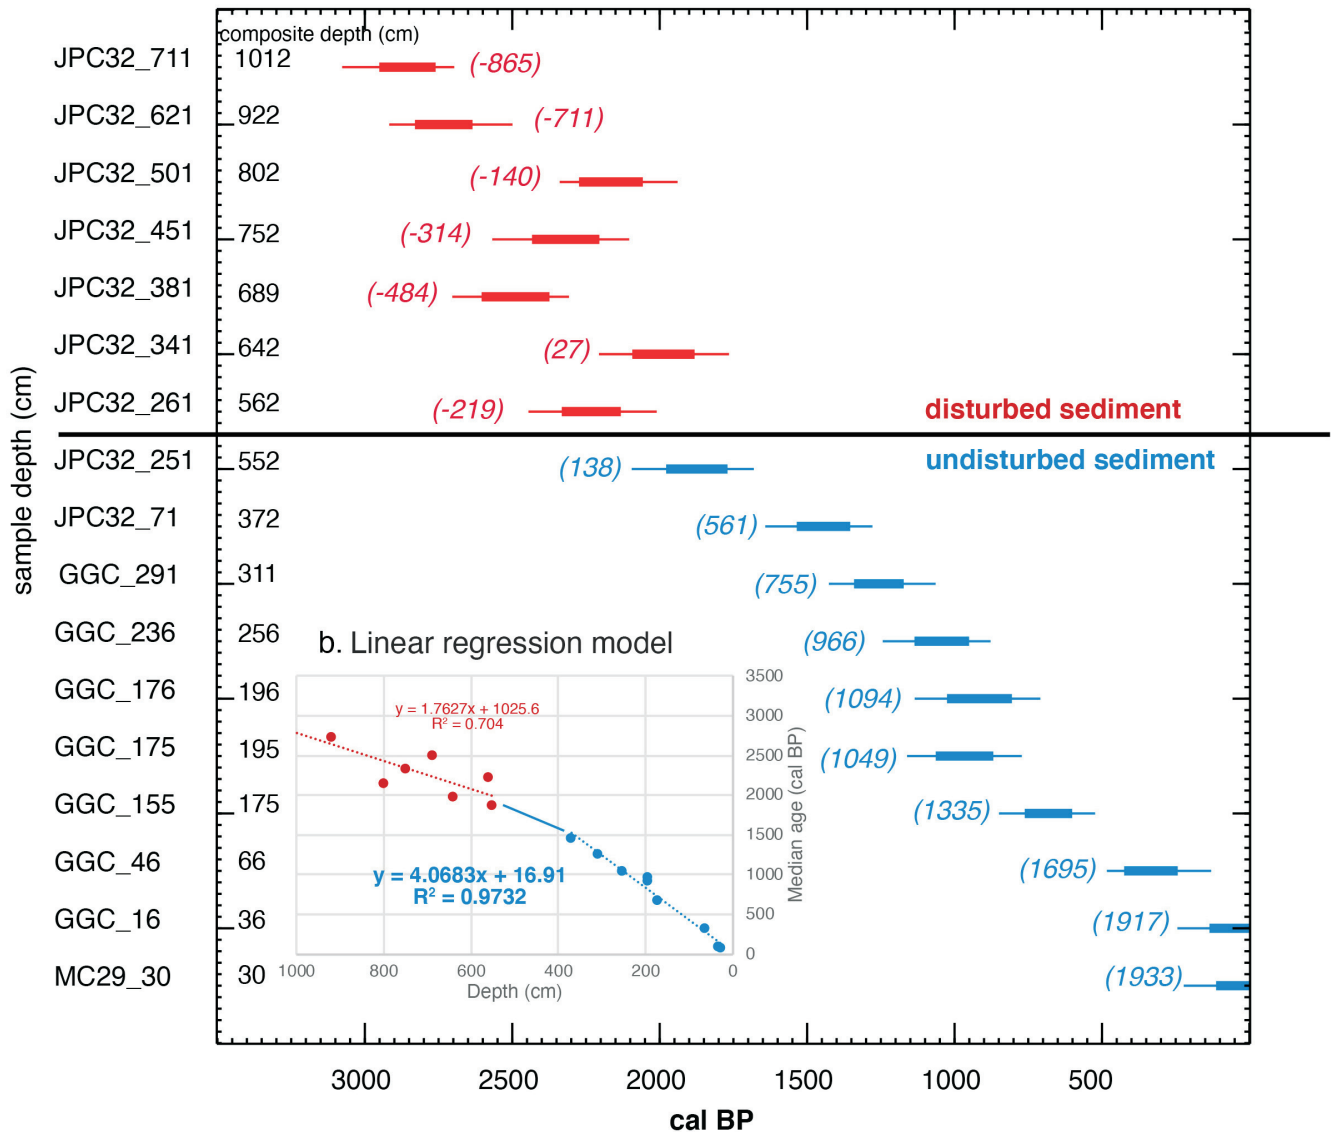 composite depth (cm)
JPC32_711 1012 (-865)
JPC32_621 922 (-711)
JPC32_501 802 (-140)
JPC32_451 752 (-314)
JPC32_381 689 (-484)
JPC32_341 642 (27)
JPC32_261 562 (-219)
disturbed sediment
JPC32_251 552 (138)
undisturbed sediment
JPC32_71 372 (561)
GGC_291 311 (755)
GGC_236 256 (966)
GGC_176 196 (1094)
GGC_175 195 (1049)
GGC_155 175 (1335)
GGC_46 66 (1695)
GGC_16 36 (1917)
MC29_30 30 (1933)
sample depth (cm)
b. Linear regression model
y = 1.7627x + 1025.6
R² = 0.704
y = 4.0683x + 16.91
R² = 0.9732
3500
3000
2500
2000
1500
1000
500
0
Median age (cal BP)
1000 800 600 400 200 0
Depth (cm)
3000 2500 2000 1500 1000 500
cal BP